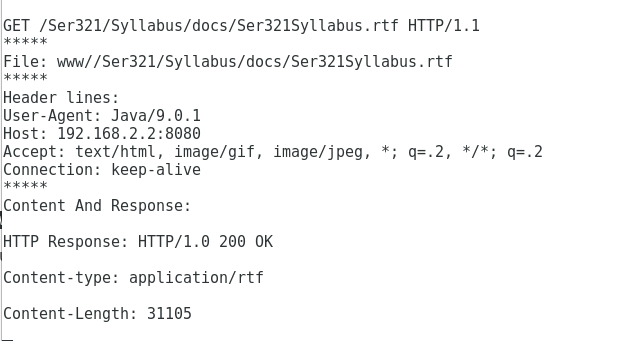 GET /Ser321/Syllabus/docs/Ser321Syllabus.rtf HTTP/1.1
*****
File: www//Ser321/Syllabus/docs/Ser321Syllabus.rtf
*****
Header lines:
User-Agent: Java/9.0.1
Host: 192.168.2.2:8080
Accept: text/html, image/gif, image/jpeg, *; q=.2, */*; q=.2
Connection: keep-alive
*****
Content And Response:
HTTP Response: HTTP/1.0 200 OK
Content-type: application/rtf
Content-Length: 31105